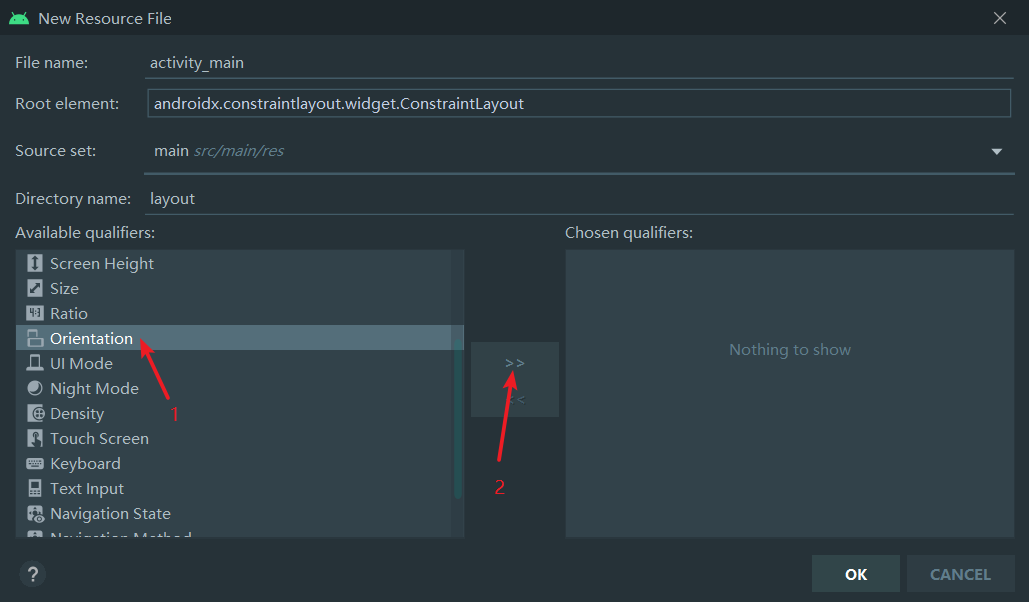 New Resource File
File name: activity_main
Root element: androidx.constraintlayout.widget.ConstraintLayout
Source set: main src/main/res
Directory name: layout
Available qualifiers:
Screen Height
Size
Ratio
Orientation
UI Mode
Night Mode
Density
Touch Screen
Keyboard
Text Input
Navigation State
Navigation Method
1
>>
<<
2
Chosen qualifiers:
Nothing to show
?
OK
CANCEL